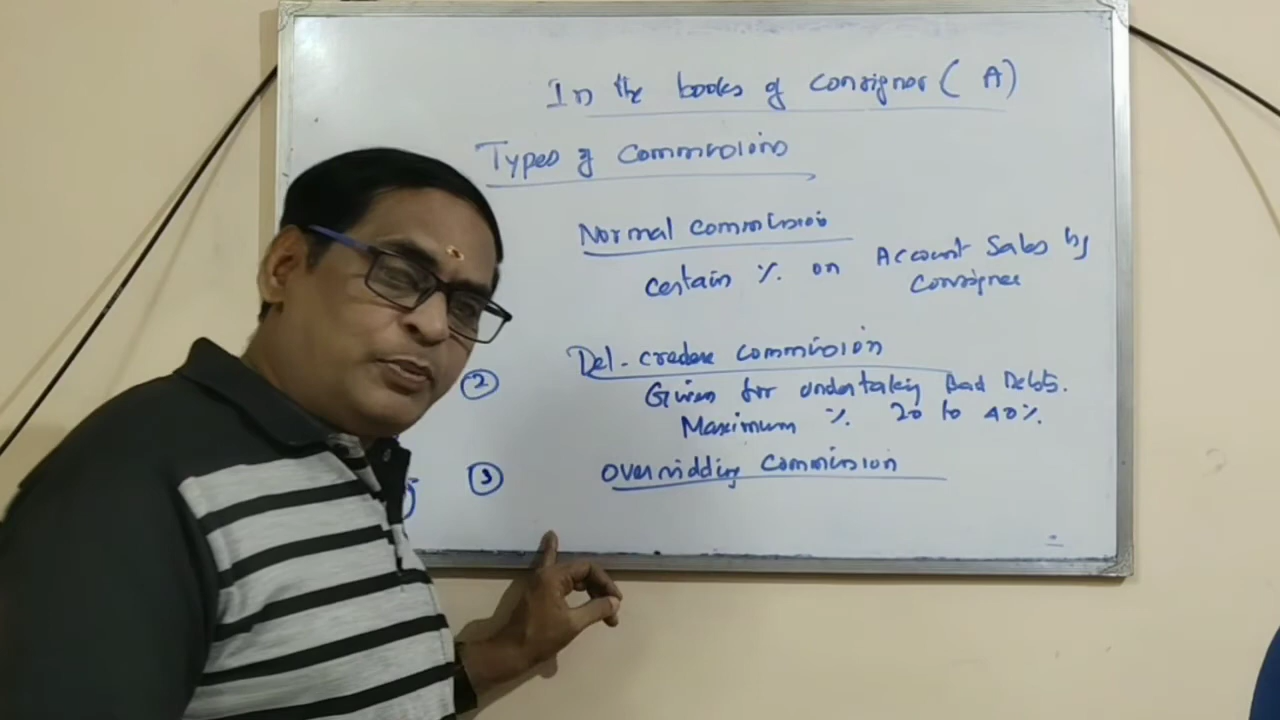 In the books of consignor ( A )
Types of Commissions
Normal commission
certain % on Account Sales by
Consignee
② Del-credere commission
Given for undertaking Bad Debts.
Maximum % 20 to 40%.
③ Overridding commission